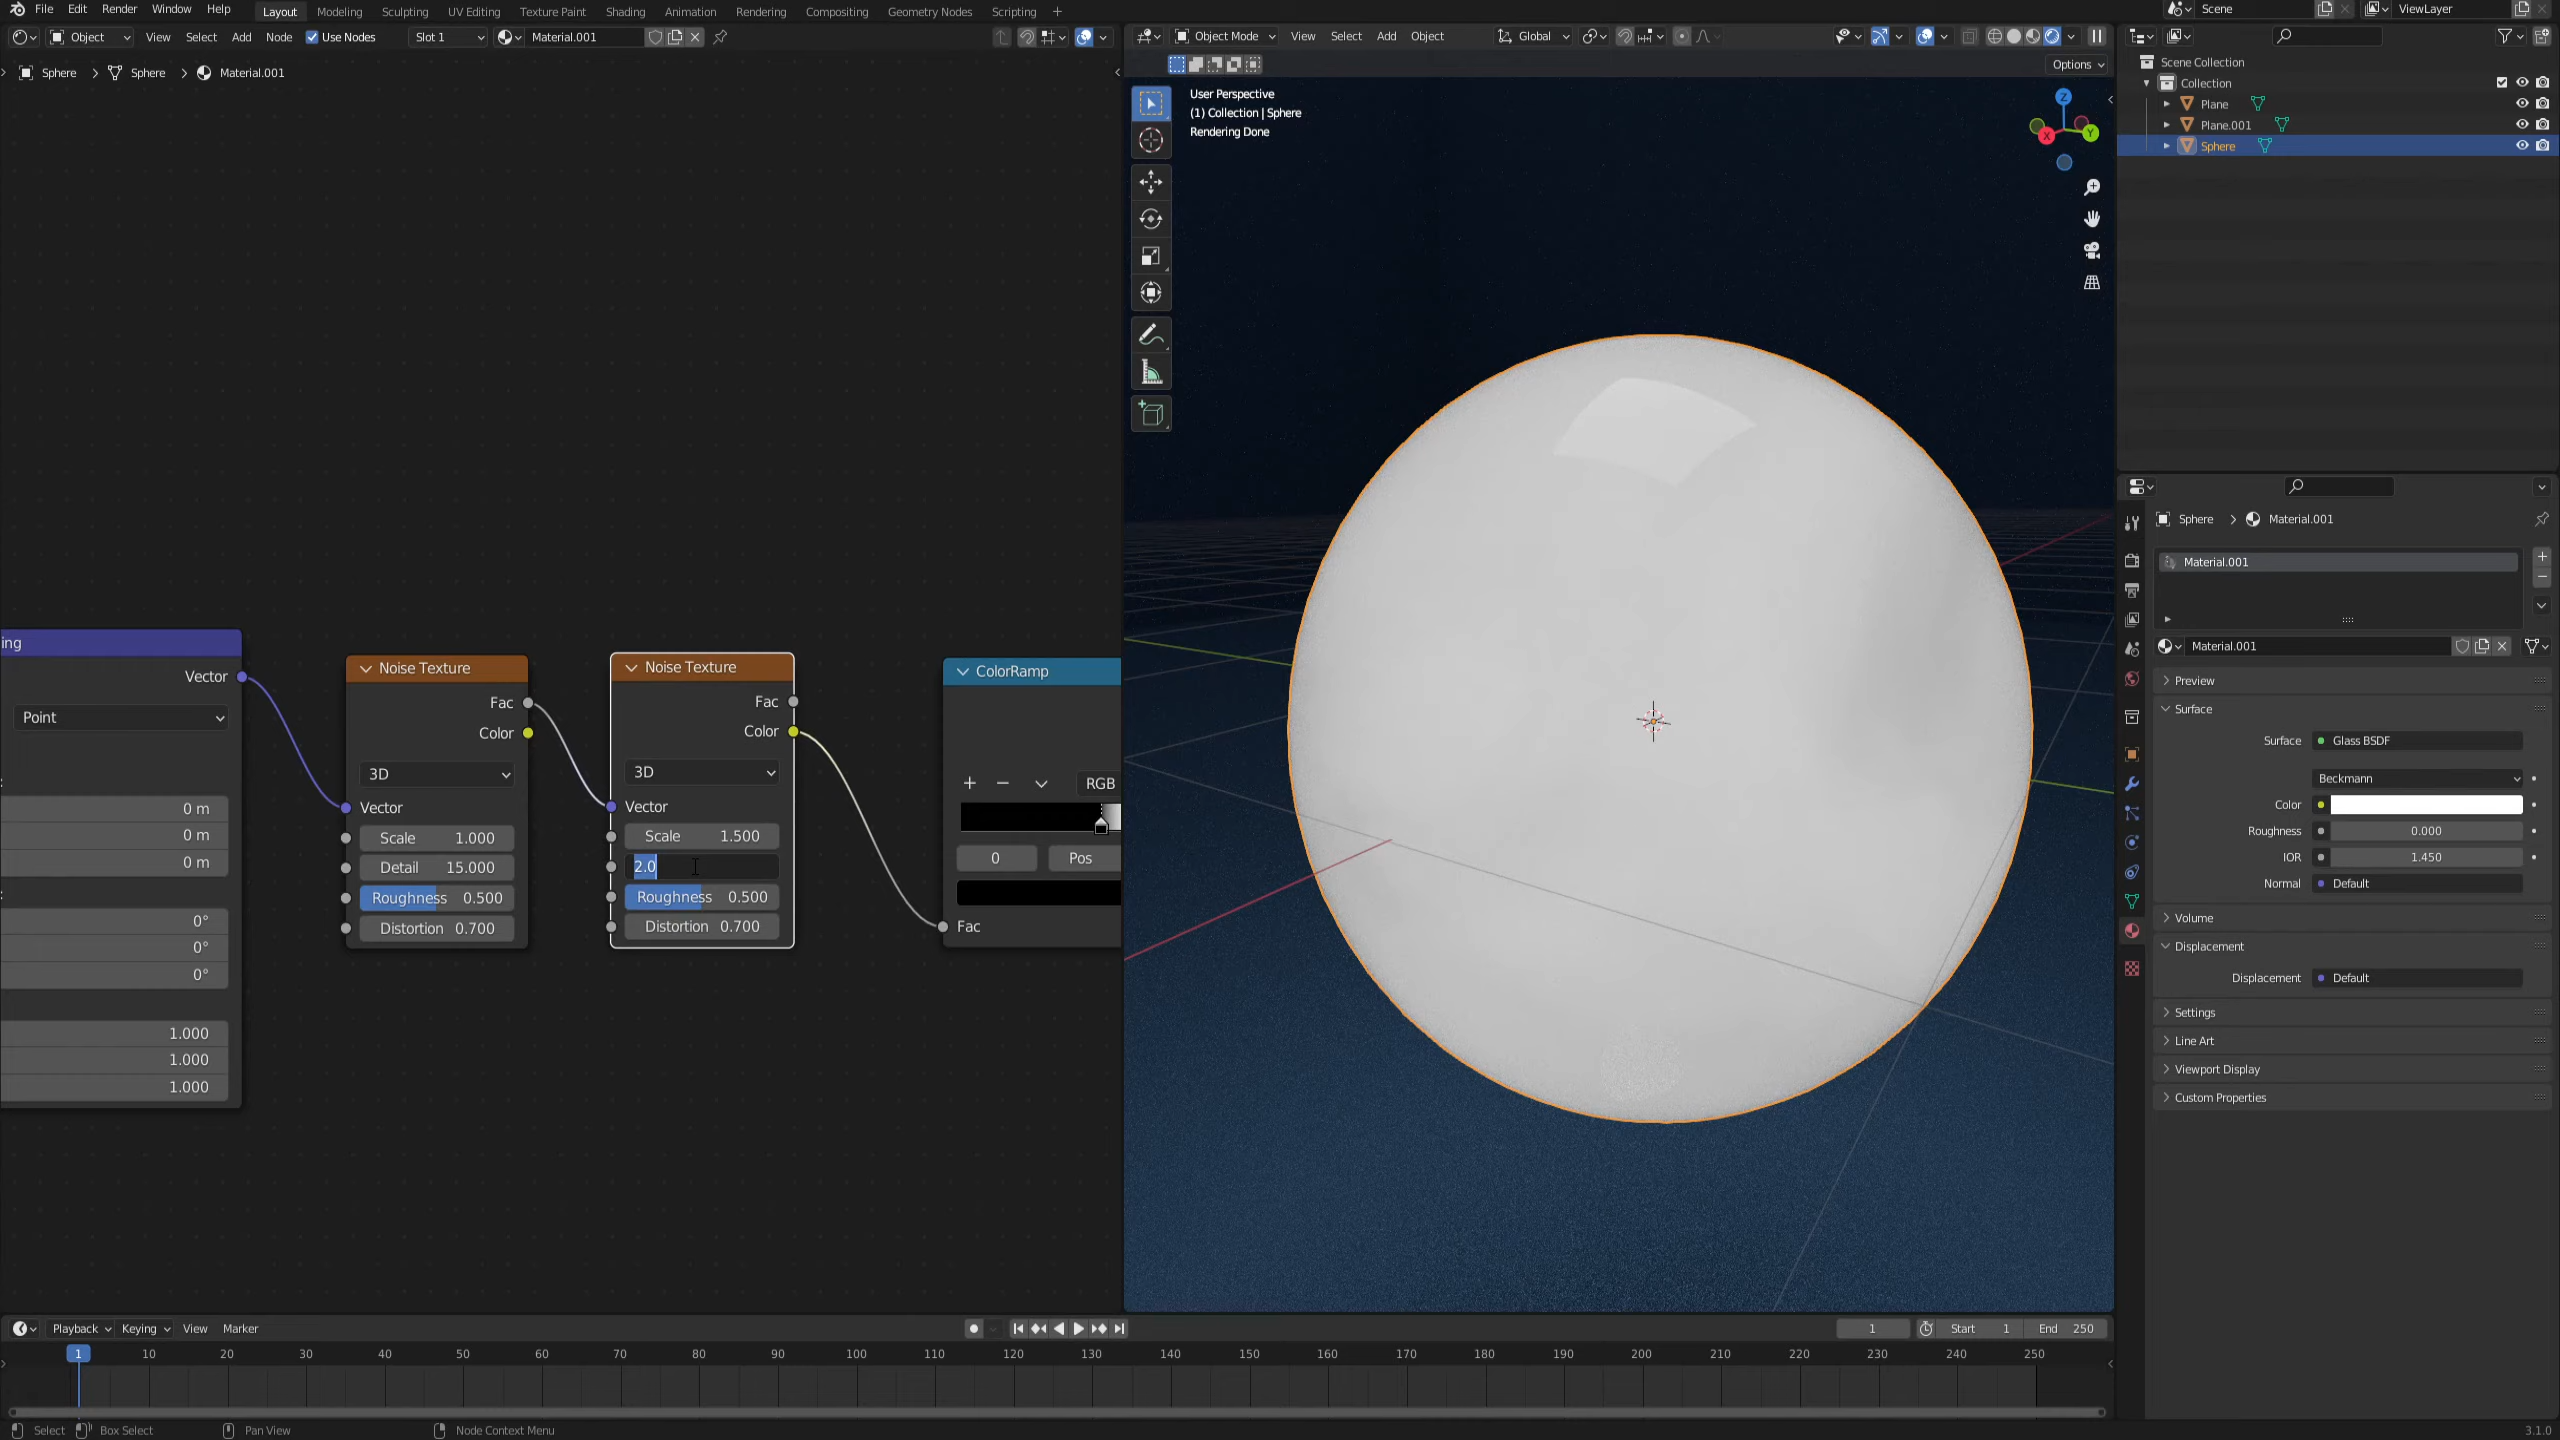 File Edit Render Window Help Layout Modeling Sculpting UV Editing Texture Paint Shading Animation Rendering Compositing Geometry Nodes Scripting + Scene ViewLayer
Object View Select Add Node Use Nodes Slot 1 Material.001
Object Mode View Select Add Object Global
Options
Sphere > Sphere > Material.001
User Perspective
(1) Collection | Sphere
Rendering Done
Z
X
Y
Scene Collection
Collection
Plane
Plane.001
Sphere
ing
Vector
Point
0 m
0 m
0 m
0°
0°
0°
1.000
1.000
1.000
Noise Texture
Fac
Color
3D
Vector
Scale 1.000
Detail 15.000
Roughness 0.500
Distortion 0.700
Noise Texture
Fac
Color
3D
Vector
Scale 1.500
2.0
Roughness 0.500
Distortion 0.700
ColorRamp
+ − RGB
0 Pos
Fac
Sphere > Material.001
Material.001
Material.001
Preview
Surface
Surface Glass BSDF
Beckmann
Color
Roughness 0.000
IOR 1.450
Normal Default
Volume
Displacement
Displacement Default
Settings
Line Art
Viewport Display
Custom Properties
Playback Keying View Marker 1 Start 1 End 250
1 10 20 30 40 50 60 70 80 90 100 110 120 130 140 150 160 170 180 190 200 210 220 230 240 250
Select Box Select Pan View Node Context Menu 3.1.0